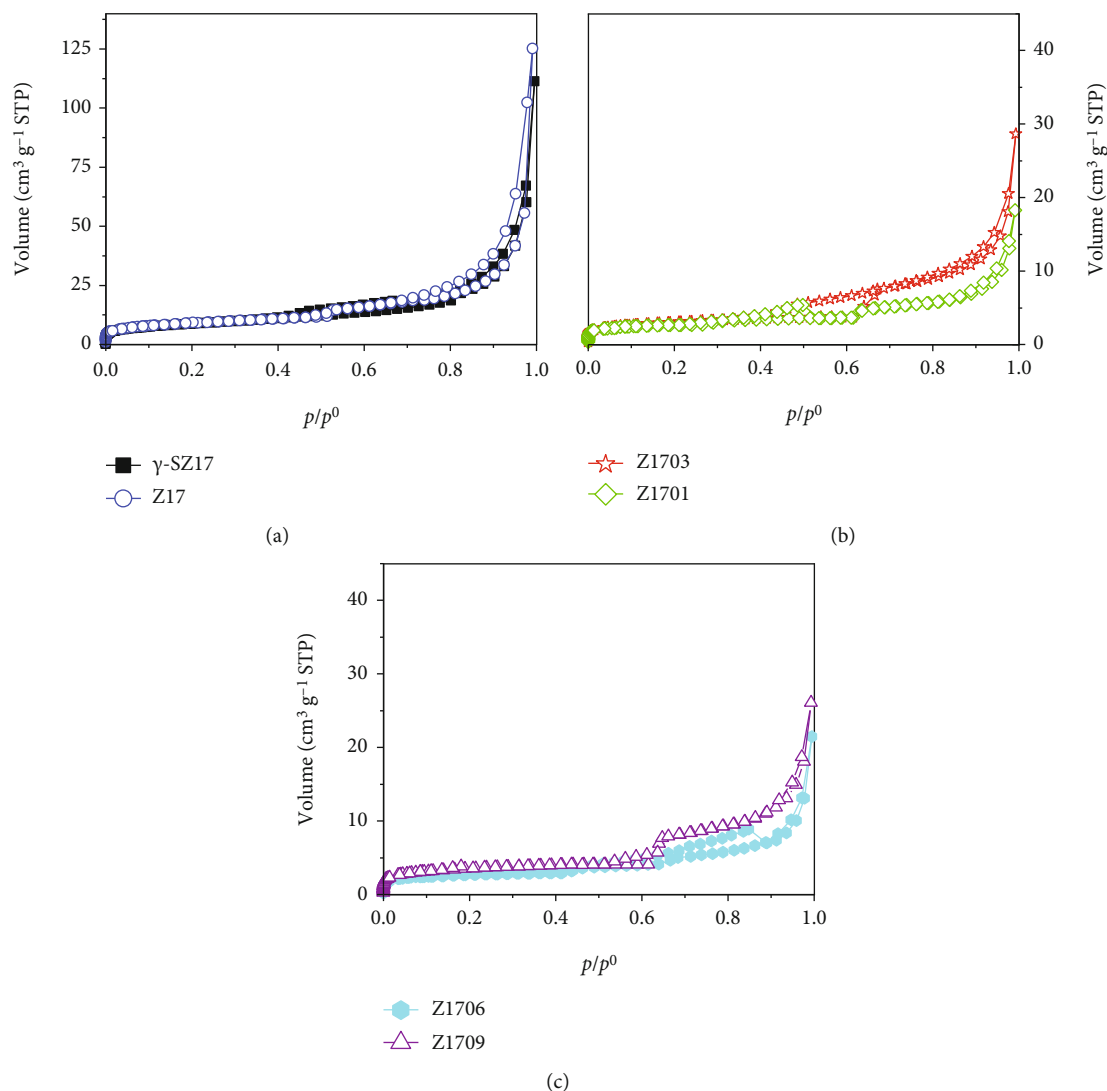 125
100
75
50
25
0
Volume (cm³ g⁻¹ STP)
0.0 0.2 0.4 0.6 0.8 1.0
p/p⁰
γ-SZ17
Z17
(a)
40
30
20
10
0
Volume (cm³ g⁻¹ STP)
0.0 0.2 0.4 0.6 0.8 1.0
p/p⁰
Z1703
Z1701
(b)
40
30
20
10
0
Volume (cm³ g⁻¹ STP)
0.0 0.2 0.4 0.6 0.8 1.0
p/p⁰
Z1706
Z1709
(c)